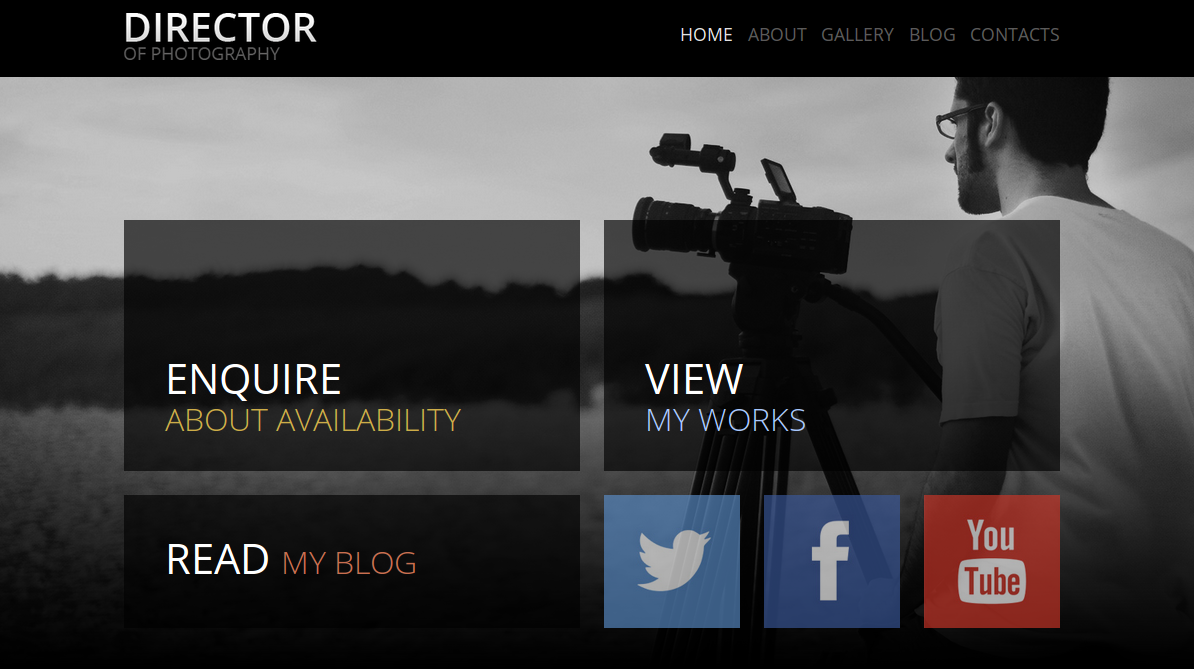 DIRECTOR
OF PHOTOGRAPHY
HOME ABOUT GALLERY BLOG CONTACTS
ENQUIRE
ABOUT AVAILABILITY
VIEW
MY WORKS
READ MY BLOG
You
Tube